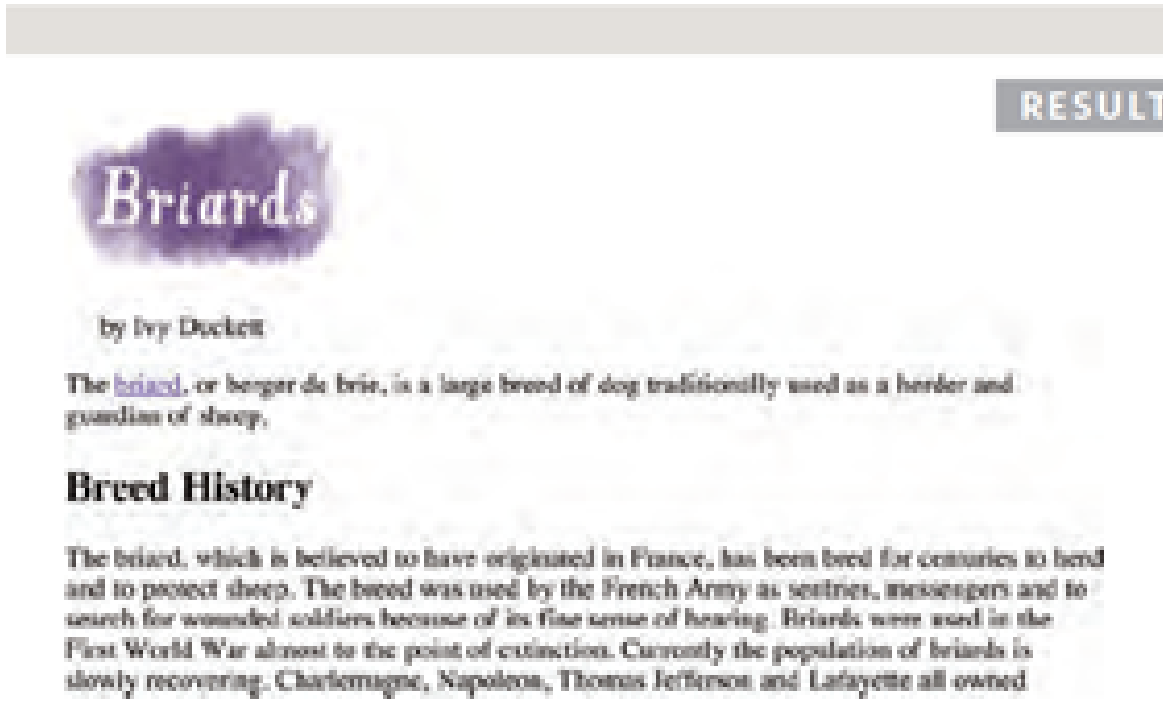 RESULT
Briards
by Ivy Duckett
The briard, or berger de brie, is a large breed of dog traditionally used as a herder and
guardian of sheep.
Breed History
The briard, which is believed to have originated in France, has been bred for centuries to herd
and to protect sheep. The breed was used by the French Army as sentries, messengers and to
search for wounded soldiers because of its fine sense of hearing. Briards were used in the
First World War almost to the point of extinction. Currently the population of briards is
slowly recovering. Charlemagne, Napoleon, Thomas Jefferson and Lafayette all owned